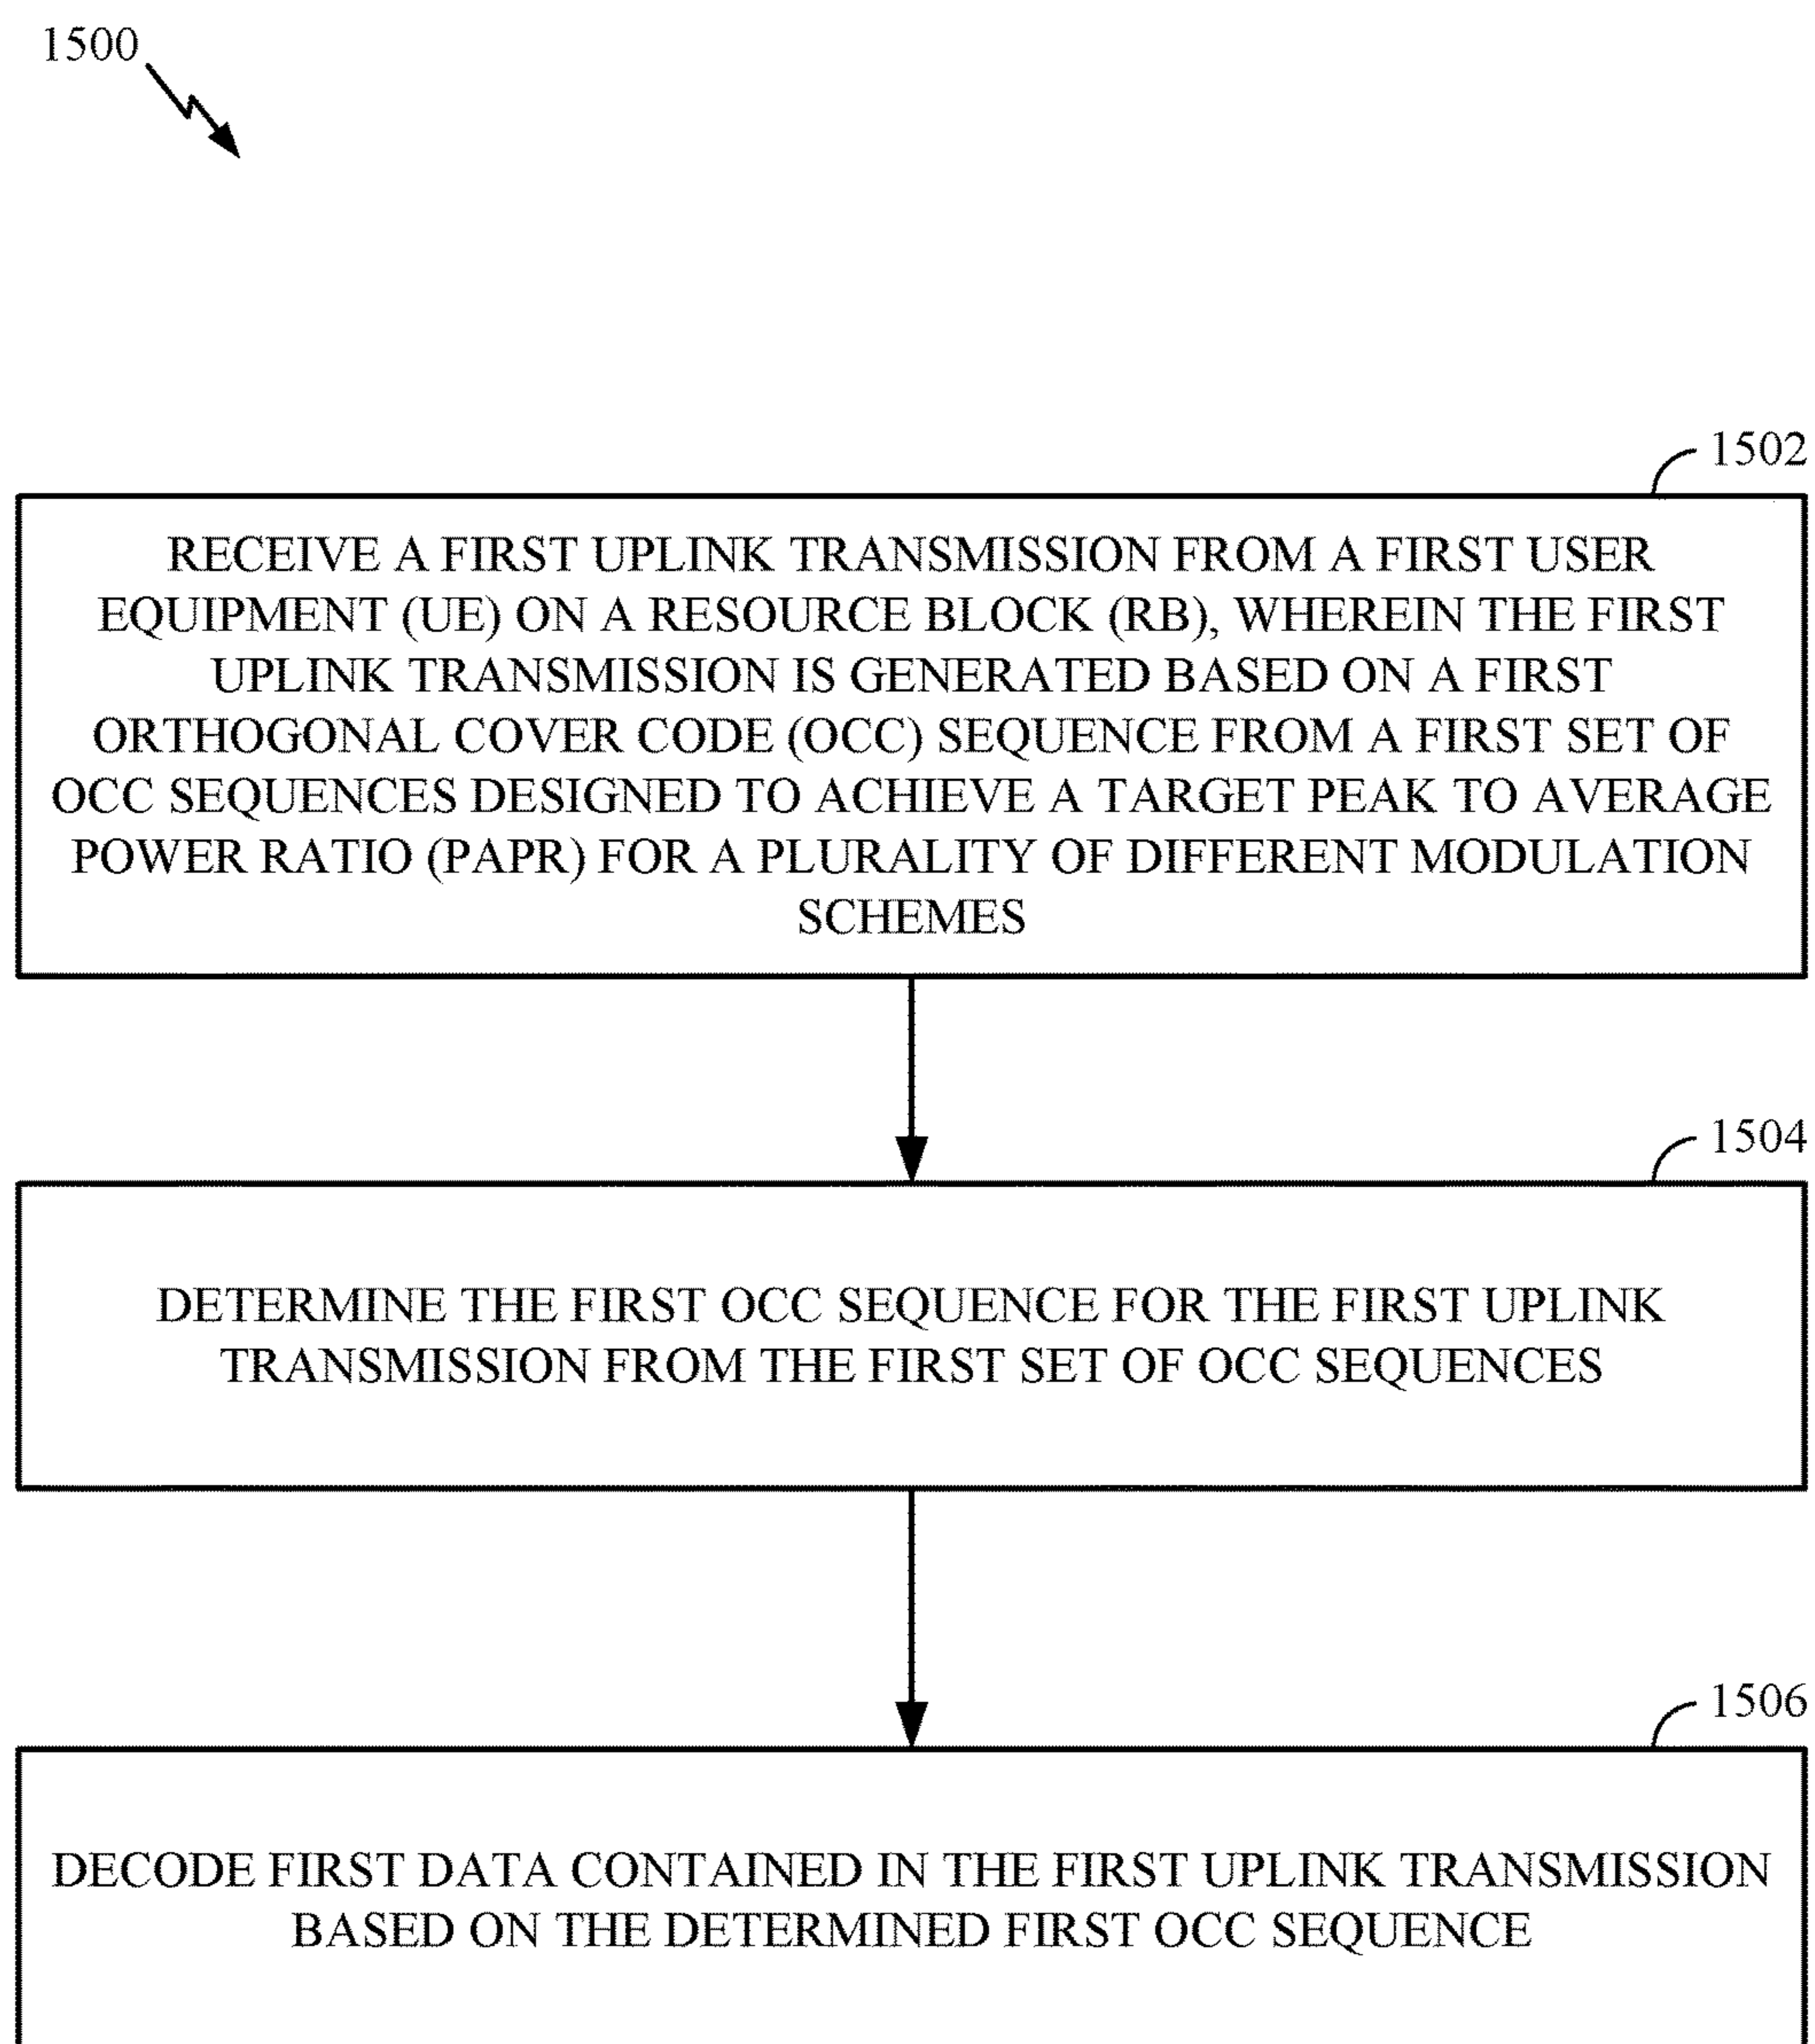 1500
1502
RECEIVE A FIRST UPLINK TRANSMISSION FROM A FIRST USER
EQUIPMENT (UE) ON A RESOURCE BLOCK (RB), WHEREIN THE FIRST
UPLINK TRANSMISSION IS GENERATED BASED ON A FIRST
ORTHOGONAL COVER CODE (OCC) SEQUENCE FROM A FIRST SET OF
OCC SEQUENCES DESIGNED TO ACHIEVE A TARGET PEAK TO AVERAGE
POWER RATIO (PAPR) FOR A PLURALITY OF DIFFERENT MODULATION
SCHEMES
1504
DETERMINE THE FIRST OCC SEQUENCE FOR THE FIRST UPLINK
TRANSMISSION FROM THE FIRST SET OF OCC SEQUENCES
1506
DECODE FIRST DATA CONTAINED IN THE FIRST UPLINK TRANSMISSION
BASED ON THE DETERMINED FIRST OCC SEQUENCE